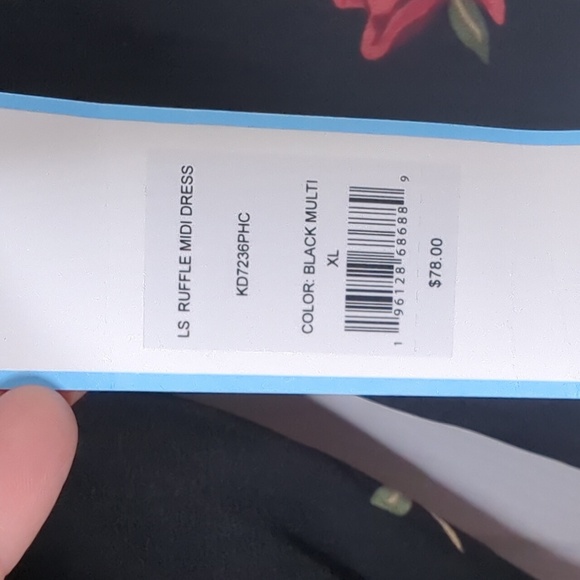 LS RUFFLE MIDI DRESS
KD7236PHC
COLOR: BLACK MULTI
XL
1 96128 68688 9
$78.00